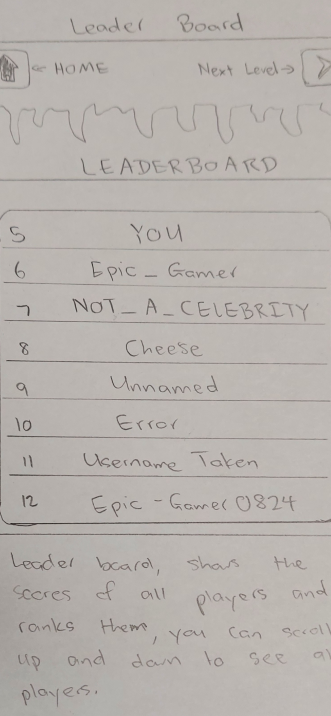 Leader Board
← HOME Next Level →
LEADERBOARD
5 YOU
6 Epic_Gamer
7 NOT_A_CELEBRITY
8 Cheese
9 Unnamed
10 Error
11 Username Taken
12 Epic-Gamer0824
Leader board, shows the
scores of all players and
ranks them, you can scroll
up and down to see al
players.